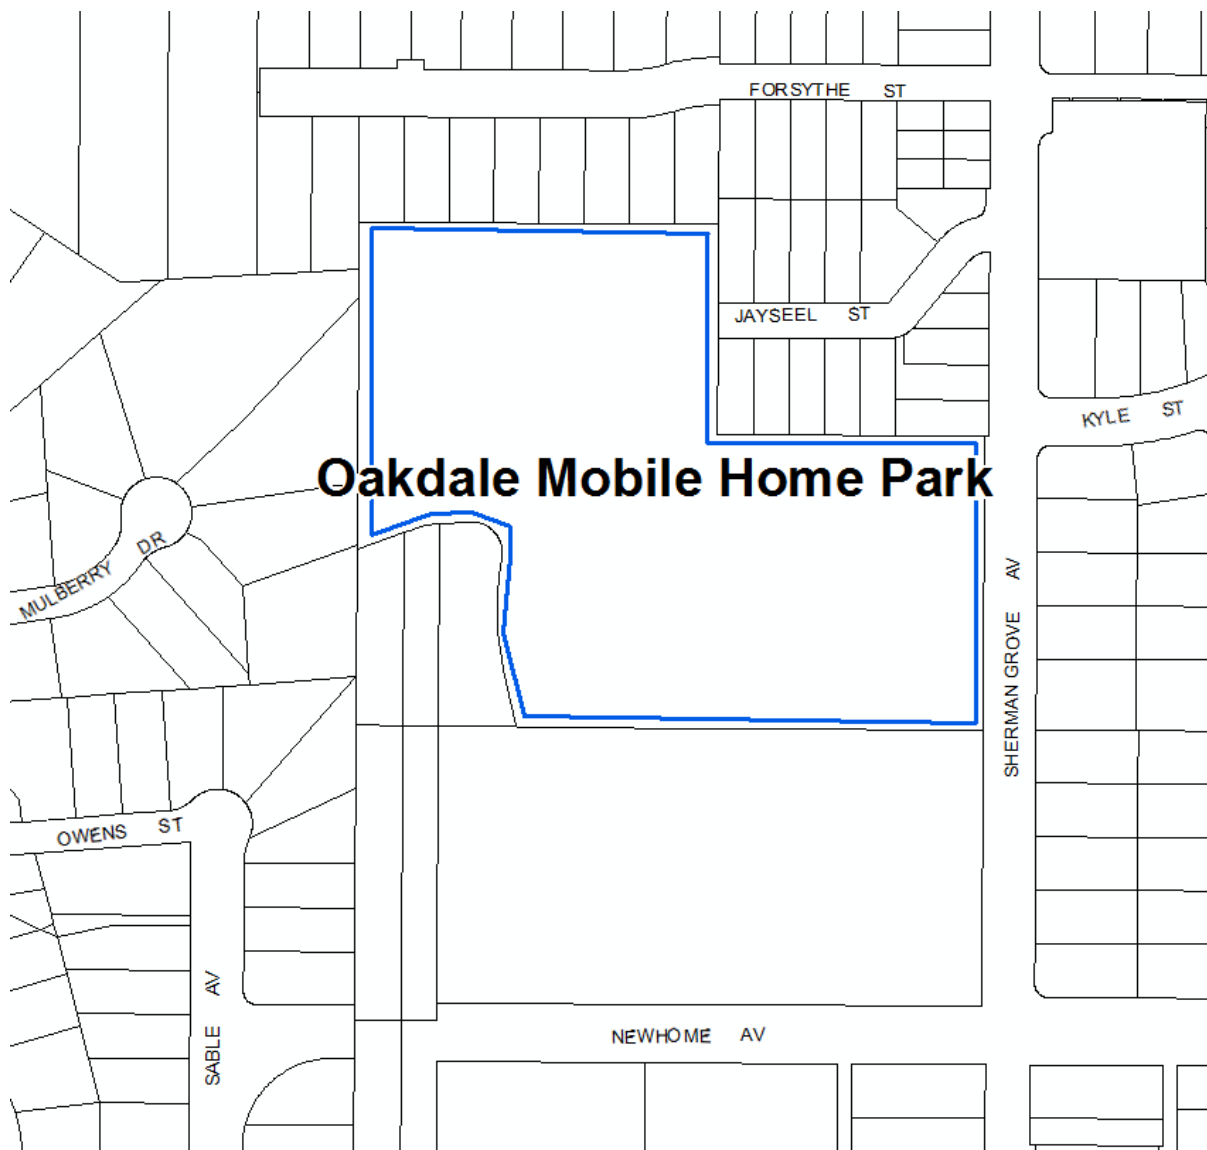 FORSYTHE ST
JAYSEEL ST
KYLE ST
Oakdale Mobile Home Park
MULBERRY DR
SHERMAN GROVE AV
OWENS ST
SABLE AV
NEWHOME AV